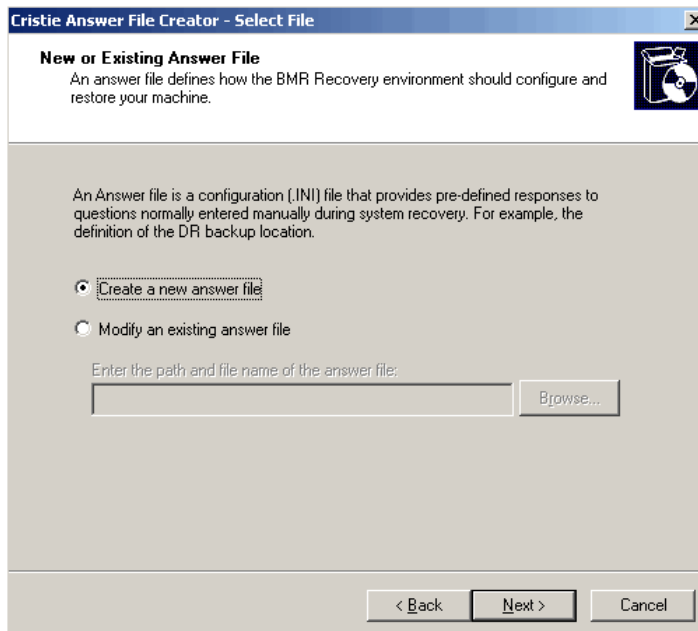 Cristie Answer File Creator - Select File
New or Existing Answer File
An answer file defines how the BMR Recovery environment should configure and
restore your machine.
An Answer file is a configuration (.INI) file that provides pre-defined responses to
questions normally entered manually during system recovery. For example, the
definition of the DR backup location.
Create a new answer file
Modify an existing answer file
Enter the path and file name of the answer file:
Browse...
< Back
Next >
Cancel